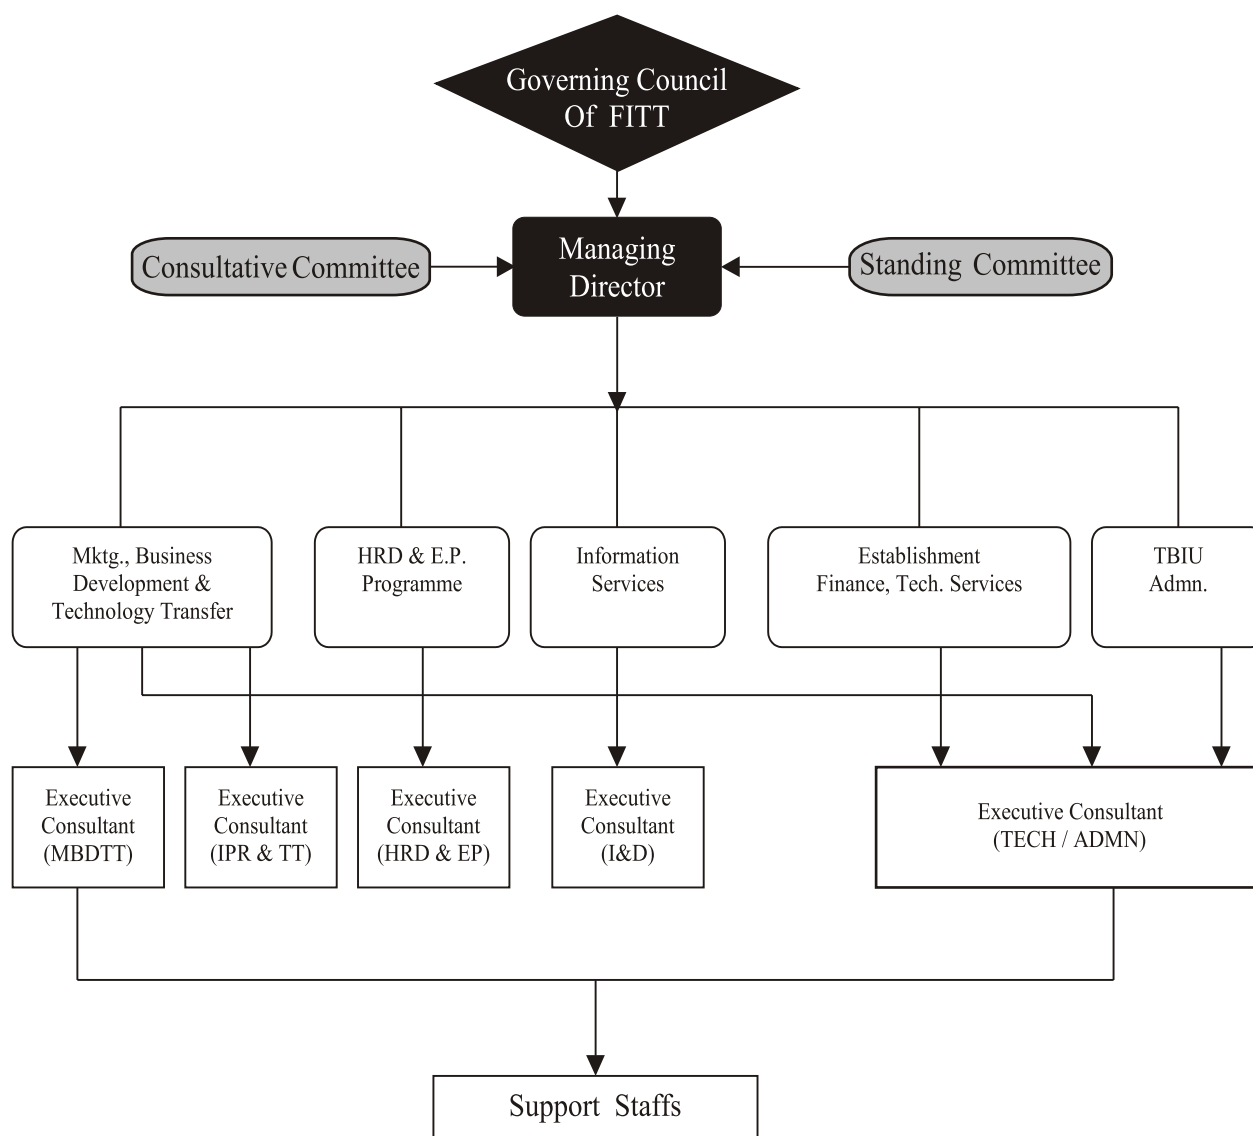 Governing Council
Of FITT
Managing
Director
Consultative Committee
Standing Committee
Mktg., Business
Development &
Technology Transfer
HRD & E.P.
Programme
Information
Services
Establishment
Finance, Tech. Services
TBIU
Admn.
Executive
Consultant
(MBDTT)
Executive
Consultant
(IPR & TT)
Executive
Consultant
(HRD & EP)
Executive
Consultant
(I&D)
Executive Consultant
(TECH / ADMN)
Support Staffs